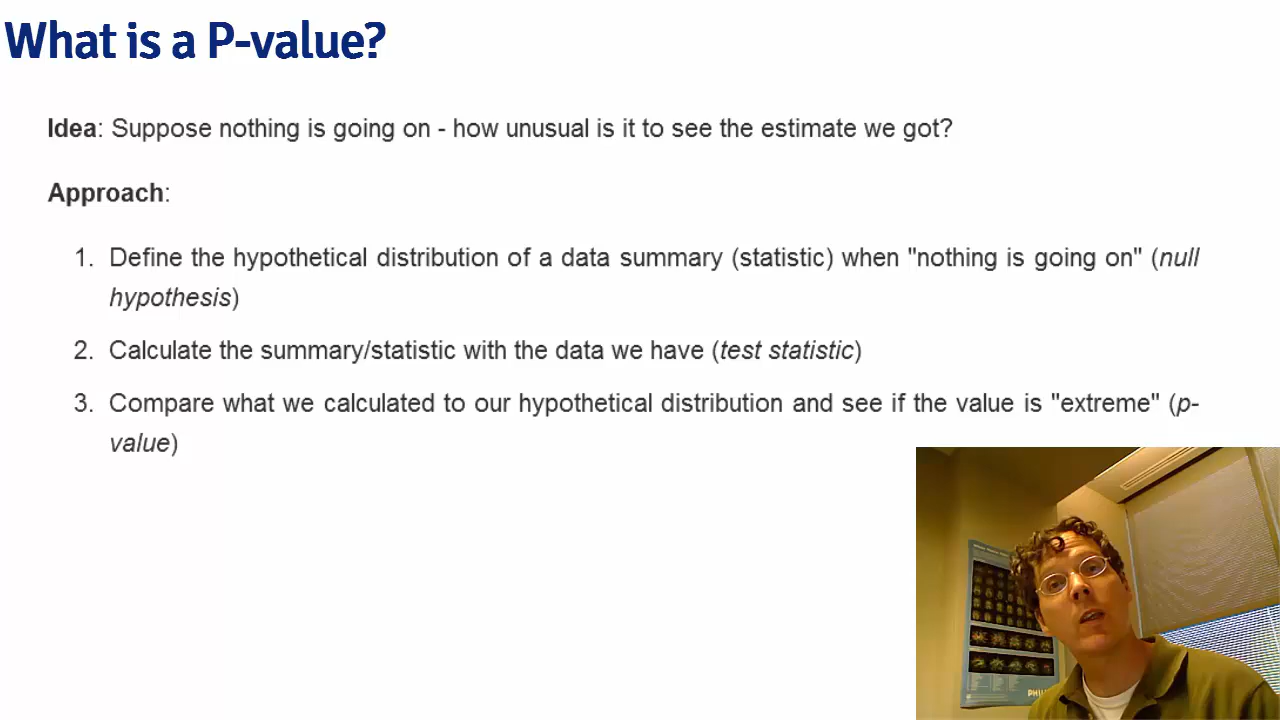 What is a P-value?
Idea: Suppose nothing is going on - how unusual is it to see the estimate we got?
Approach:
1. Define the hypothetical distribution of a data summary (statistic) when "nothing is going on" (null
hypothesis)
2. Calculate the summary/statistic with the data we have (test statistic)
3. Compare what we calculated to our hypothetical distribution and see if the value is "extreme" (p-
value)